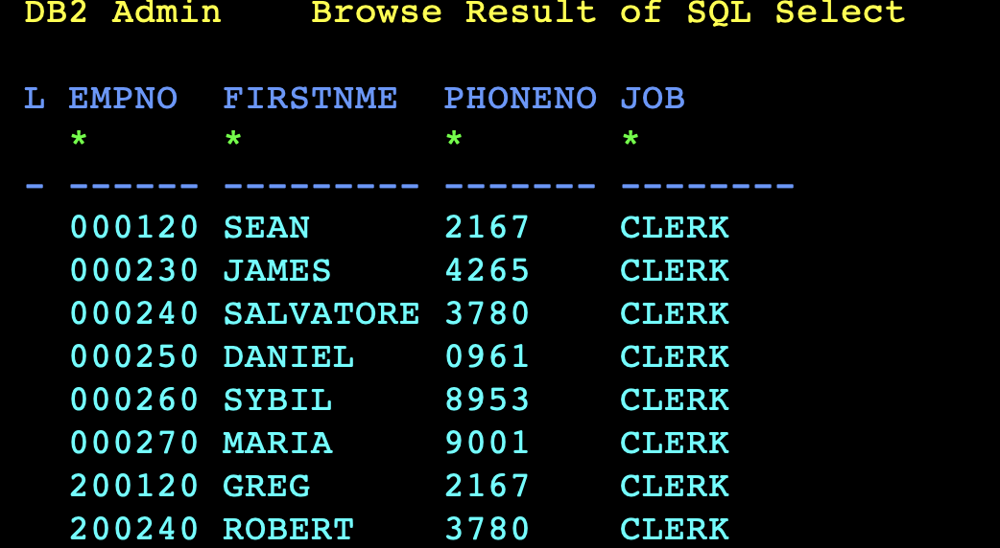 DB2 Admin    Browse Result of SQL Select
L EMPNO  FIRSTNME  PHONENO JOB
  *      *         *       *
- ------ --------- ------- --------
  000120 SEAN      2167    CLERK
  000230 JAMES     4265    CLERK
  000240 SALVATORE 3780    CLERK
  000250 DANIEL    0961    CLERK
  000260 SYBIL     8953    CLERK
  000270 MARIA     9001    CLERK
  200120 GREG      2167    CLERK
  200240 ROBERT    3780    CLERK